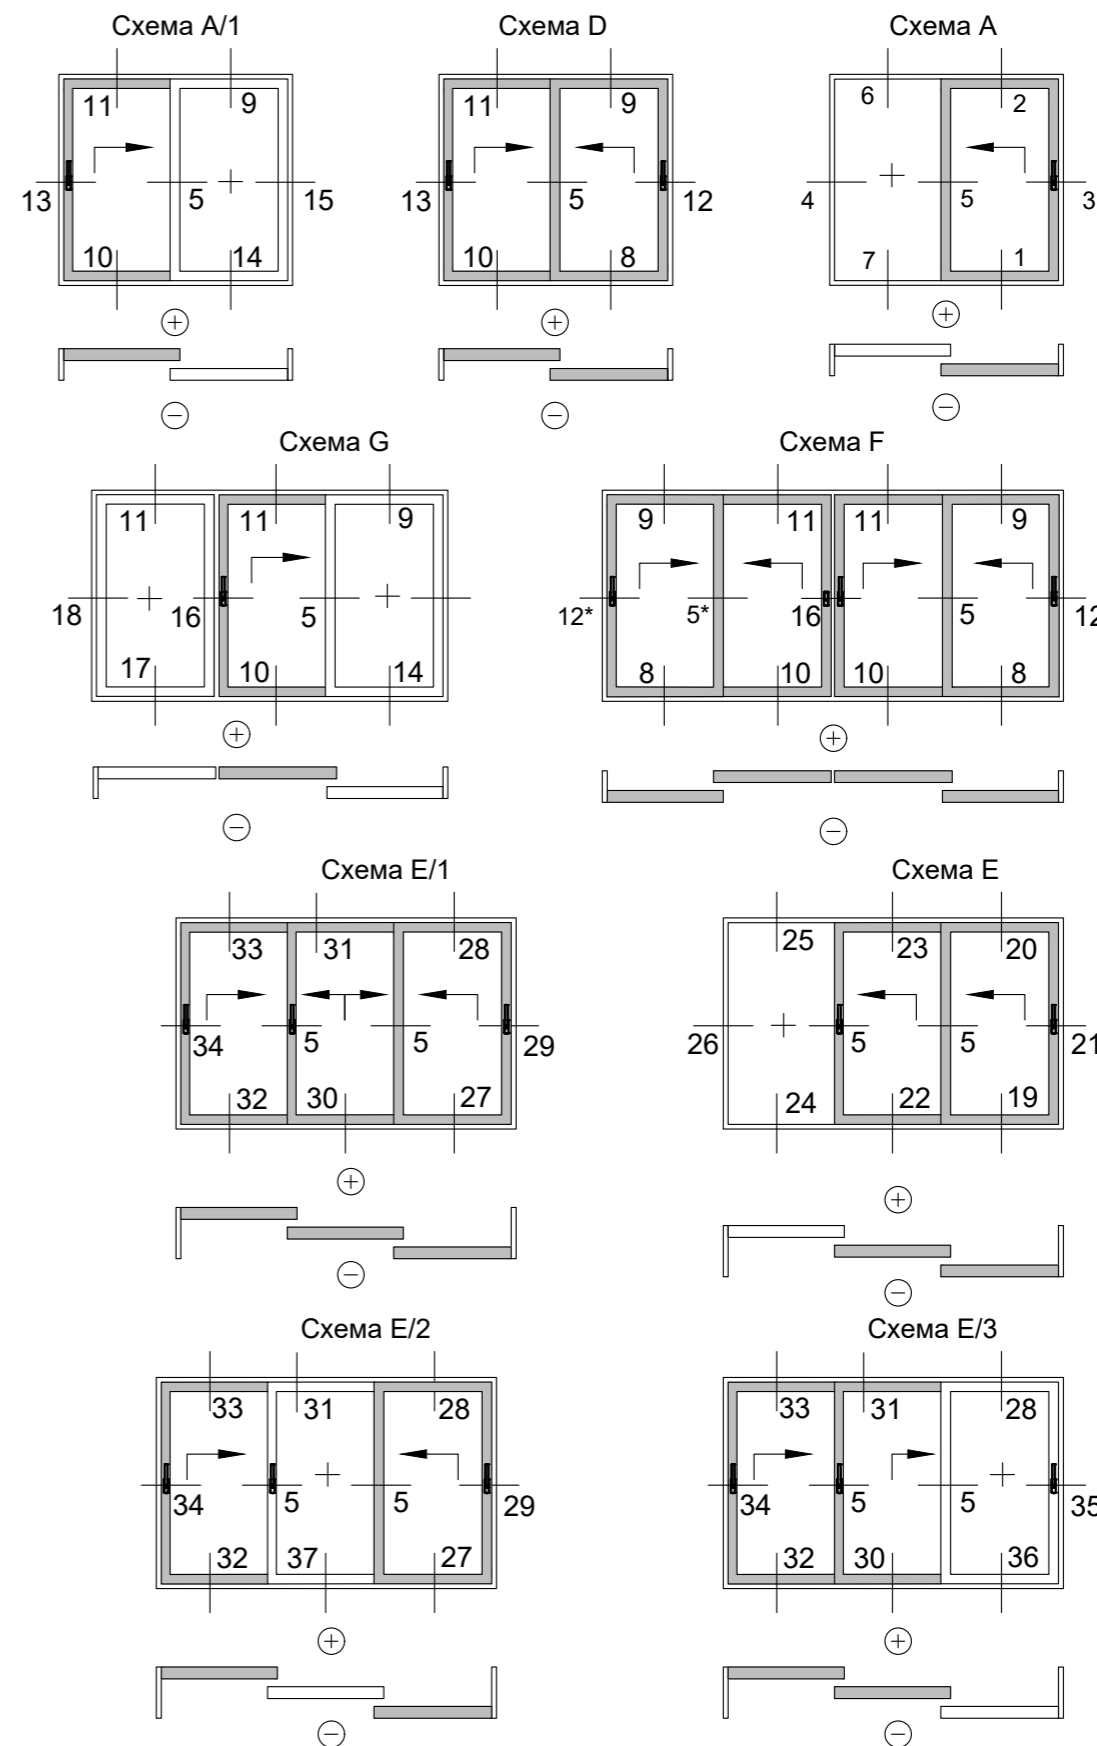 Схема A/1
Схема D
Схема A
11 9
11 9
6 2
13 5 15
13 5 12
4 5 3
10 14
10 8
7 1
+
+
+
−
−
−
Схема G
Схема F
11 11 9
9 11 11 9
18 16 5
12* 5* 16 5 12
17 10 14
8 10 10 8
+
+
−
−
Схема E/1
Схема E
33 31 28
25 23 20
34 5 5 29
26 5 5 21
32 30 27
24 22 19
+
+
−
−
Схема E/2
Схема E/3
33 31 28
33 31 28
34 5 5 29
34 5 5 35
32 37 27
32 30 36
+
+
−
−